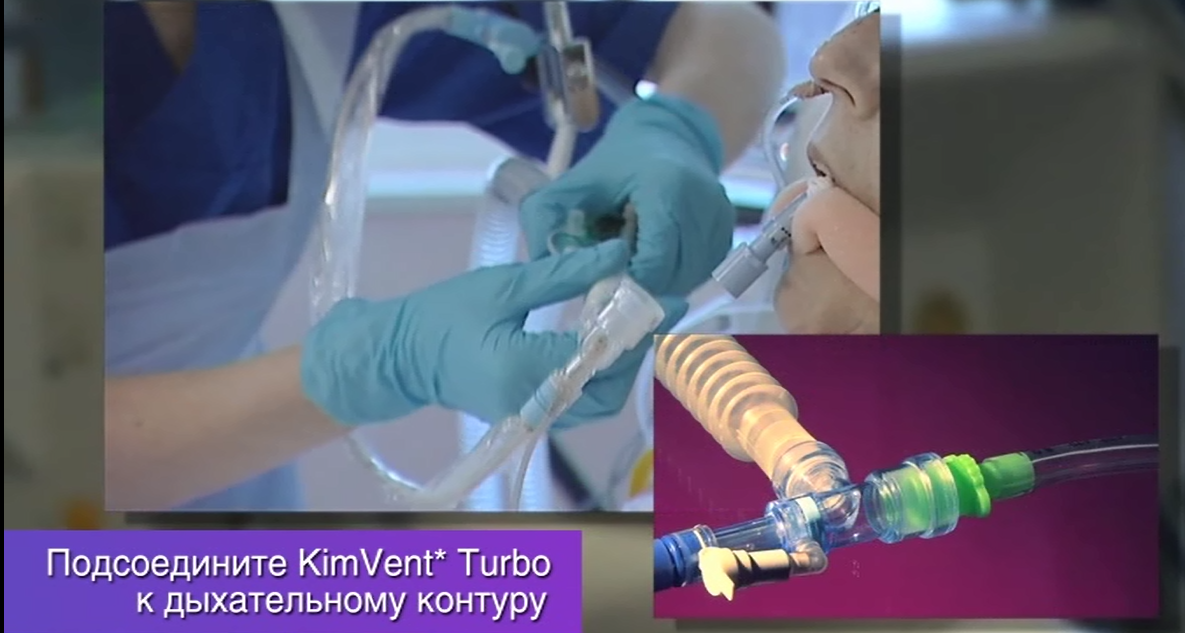 Подсоедините KimVent* Turbo
к дыхательному контуру